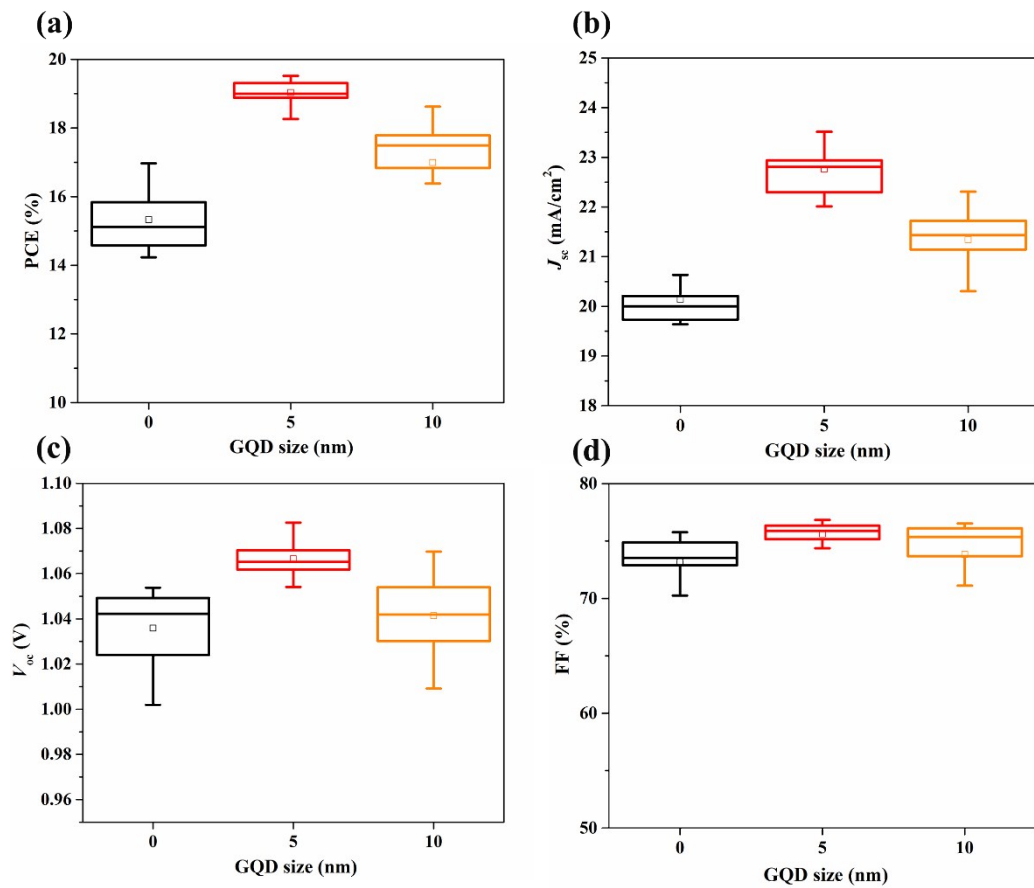 (a)
PCE (%)
20
18
16
14
12
10
0 5 10
GQD size (nm)
(b)
Jsc (mA/cm2)
25
24
23
22
21
20
19
18
0 5 10
GQD size (nm)
(c)
Voc (V)
1.10
1.08
1.06
1.04
1.02
1.00
0.98
0.96
0 5 10
GQD size (nm)
(d)
FF (%)
80
70
60
50
0 5 10
GQD size (nm)